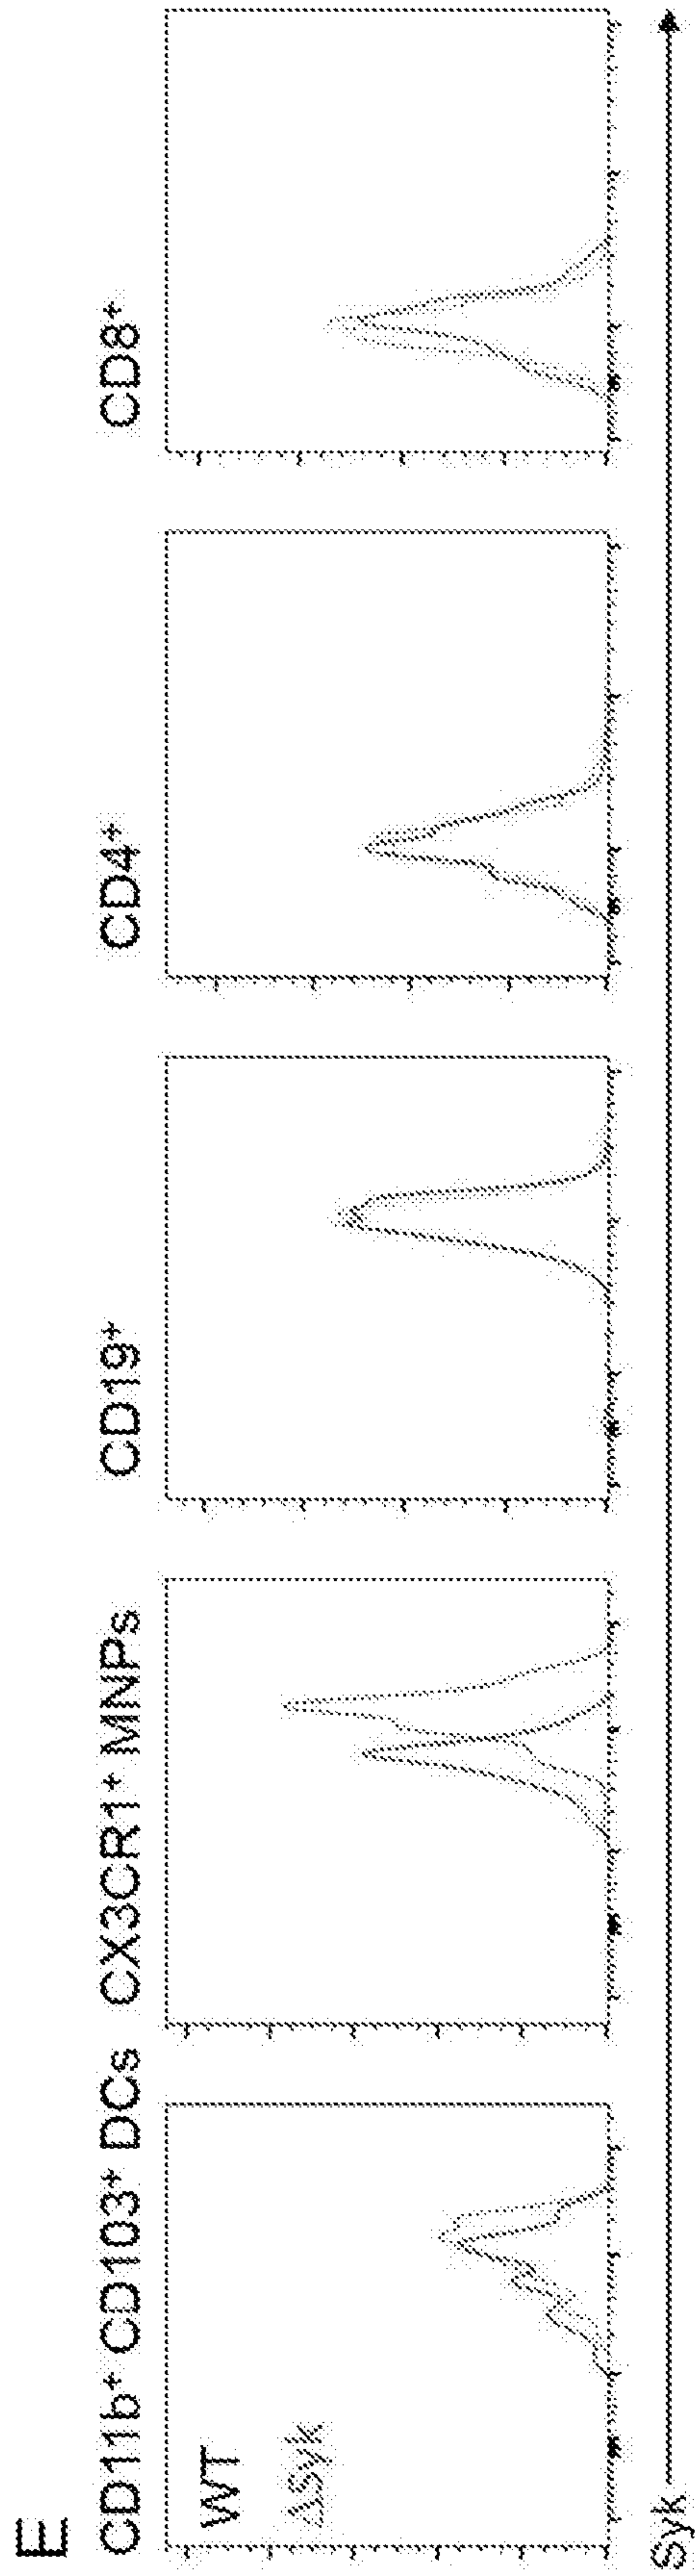 E
CD11b⁺ CD103⁺ DCs
CX3CR1⁺ MNPs
CD19⁺
CD4⁺
CD8⁺
WT
ΔSyk
Syk